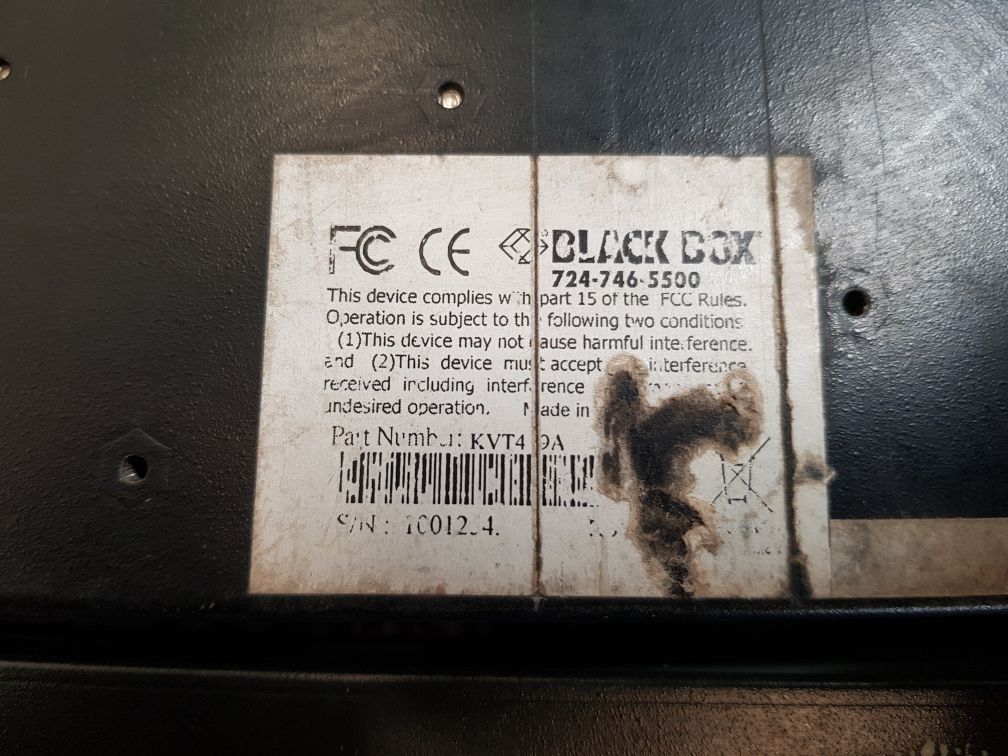 FC CE BLACK BOX
724-746-5500
This device complies with part 15 of the FCC Rules.
Operation is subject to the following two conditions
(1)This device may not cause harmful interference.
and (2)This device must accept interference
received including interference
undesired operation. Made in
Part Number:
S/N :